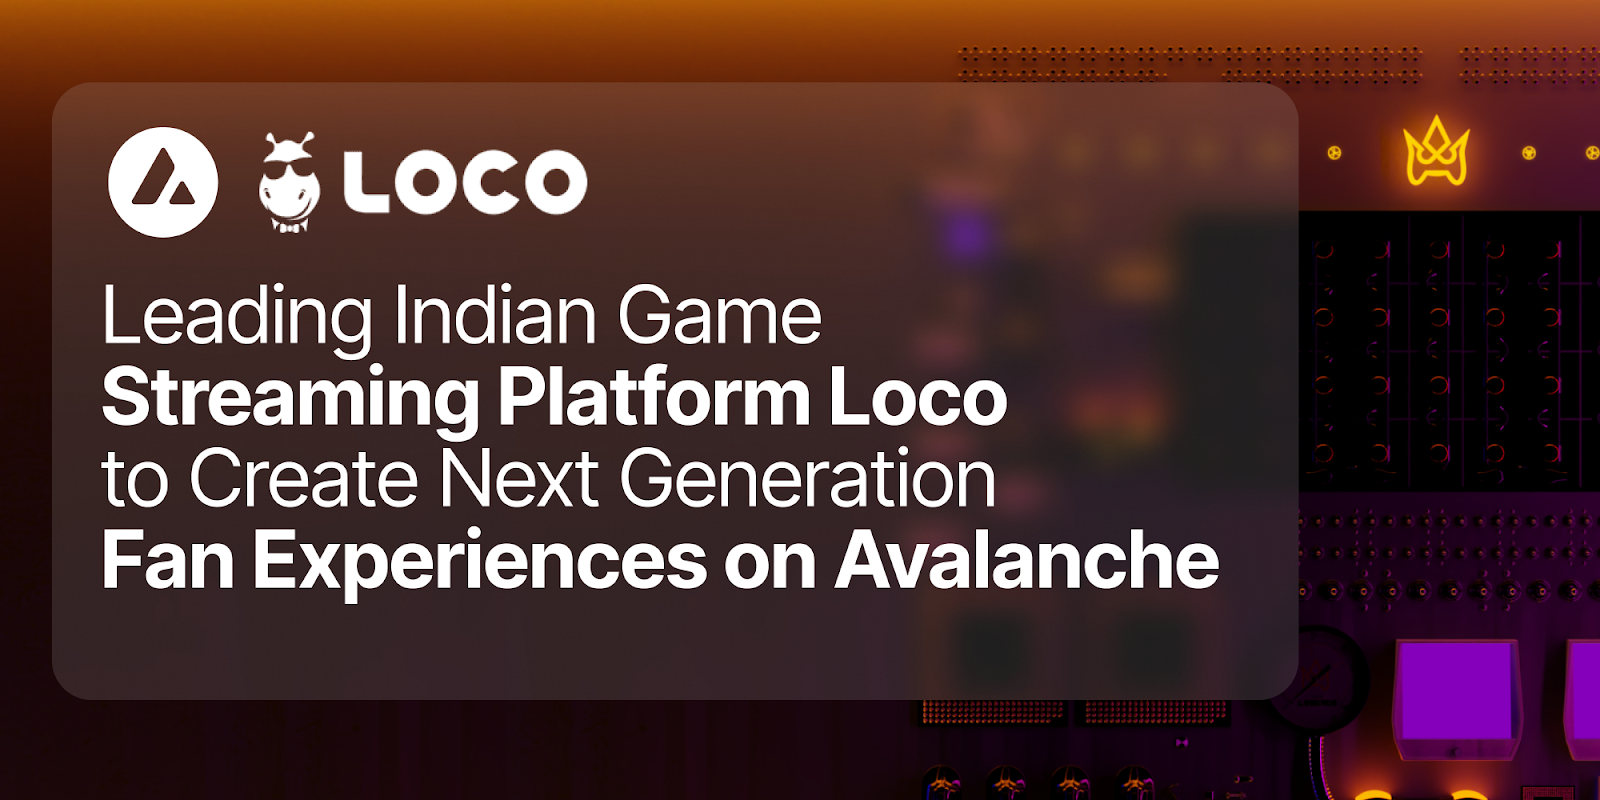 LOCO
Leading Indian Game
Streaming Platform Loco
to Create Next Generation
Fan Experiences on Avalanche